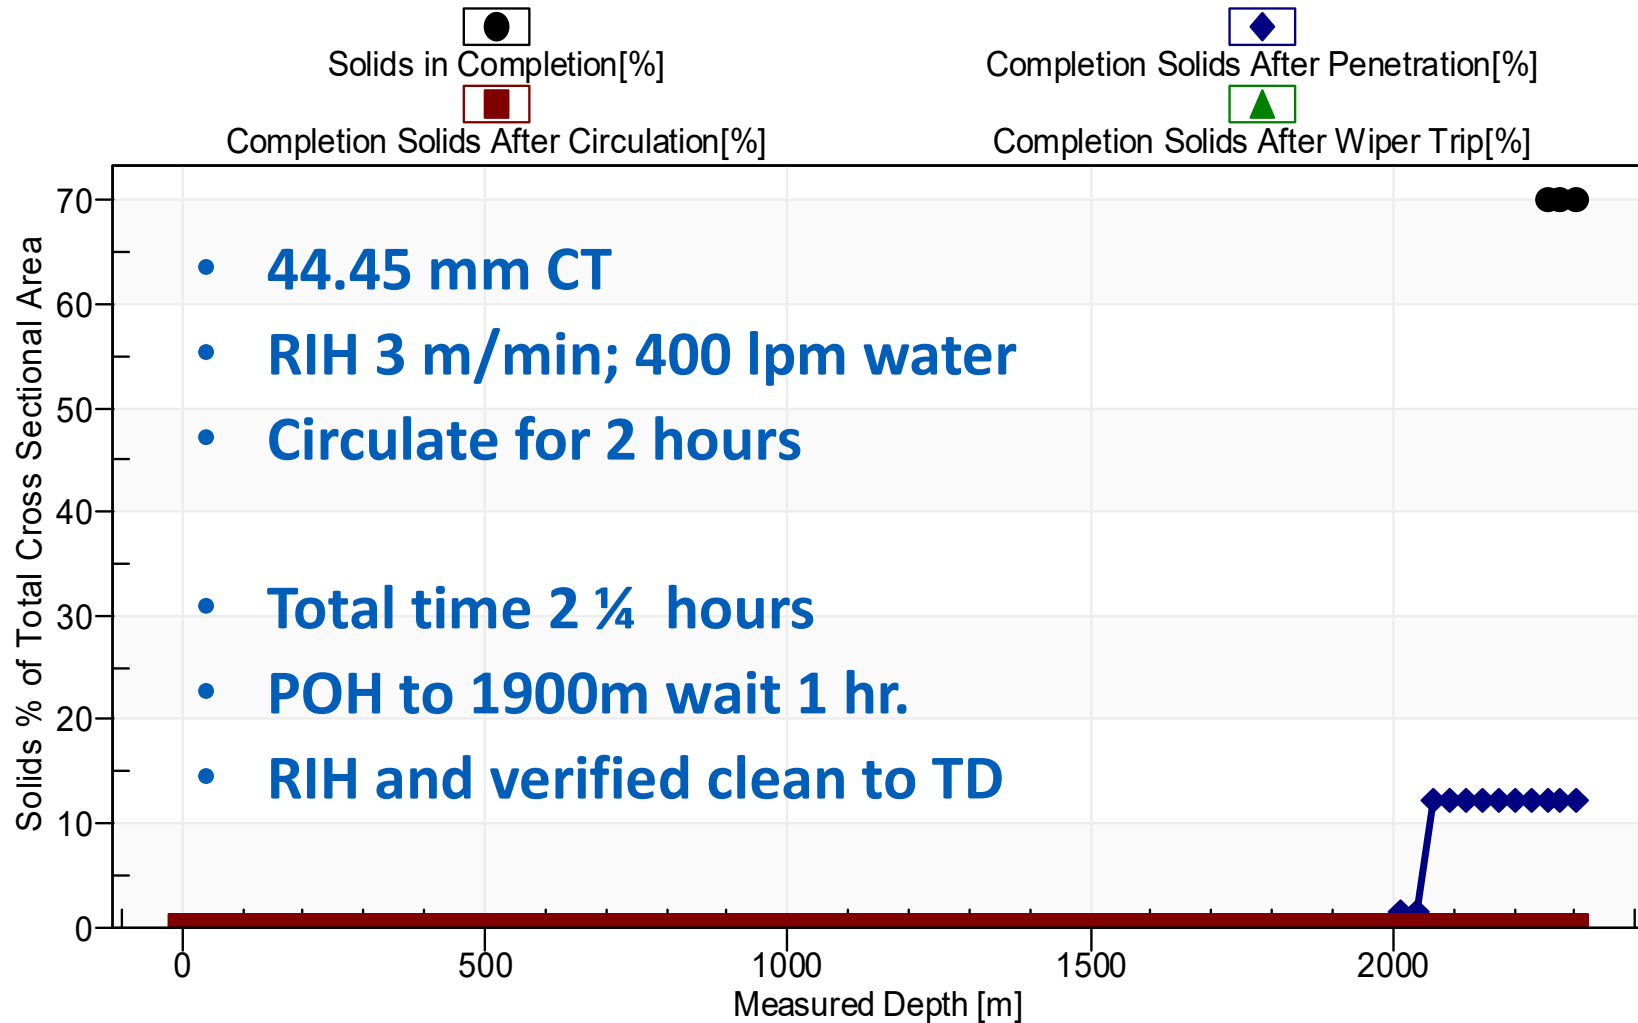 Solids in Completion[%]
Completion Solids After Penetration[%]
Completion Solids After Circulation[%]
Completion Solids After Wiper Trip[%]
Solids % of Total Cross Sectional Area
70
60
50
40
30
20
10
0
• 44.45 mm CT
• RIH 3 m/min; 400 lpm water
• Circulate for 2 hours
• Total time 2 ¼ hours
• POH to 1900m wait 1 hr.
• RIH and verified clean to TD
0 500 1000 1500 2000
Measured Depth [m]